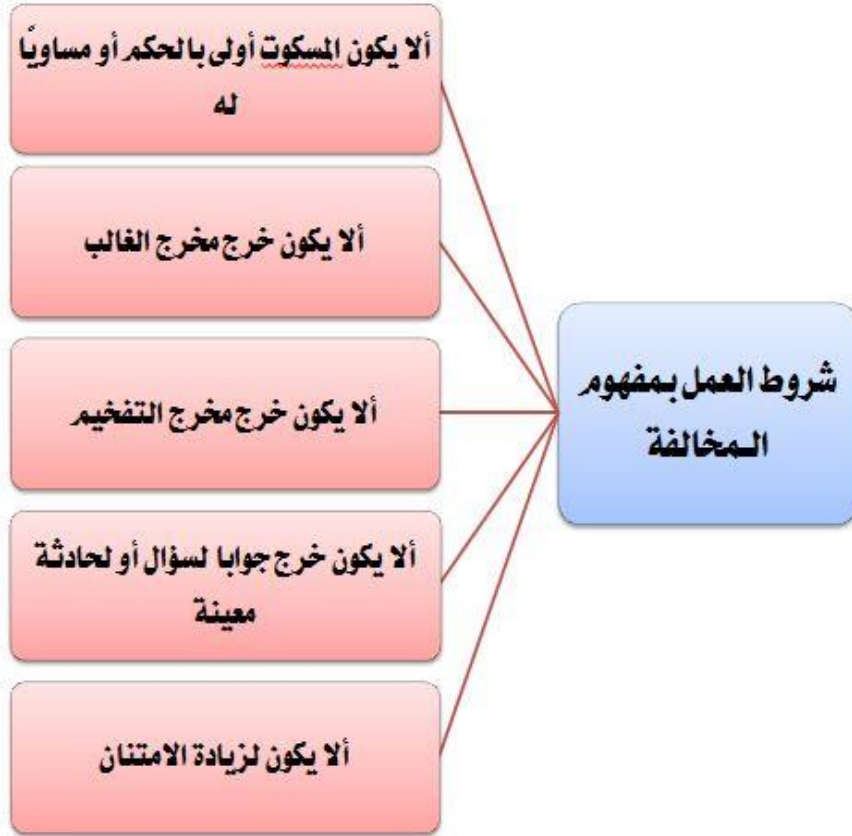 شروط العمل بمفهوم
الـمخالفة
ألا يكون المسكوت أولى بالحكم أو مساويًا
له
ألا يكون خرج مخرج الغالب
ألا يكون خرج مخرج التفخيم
ألا يكون خرج جوابا لسؤال أو لحادثة
معينة
ألا يكون لزيادة الامتنان